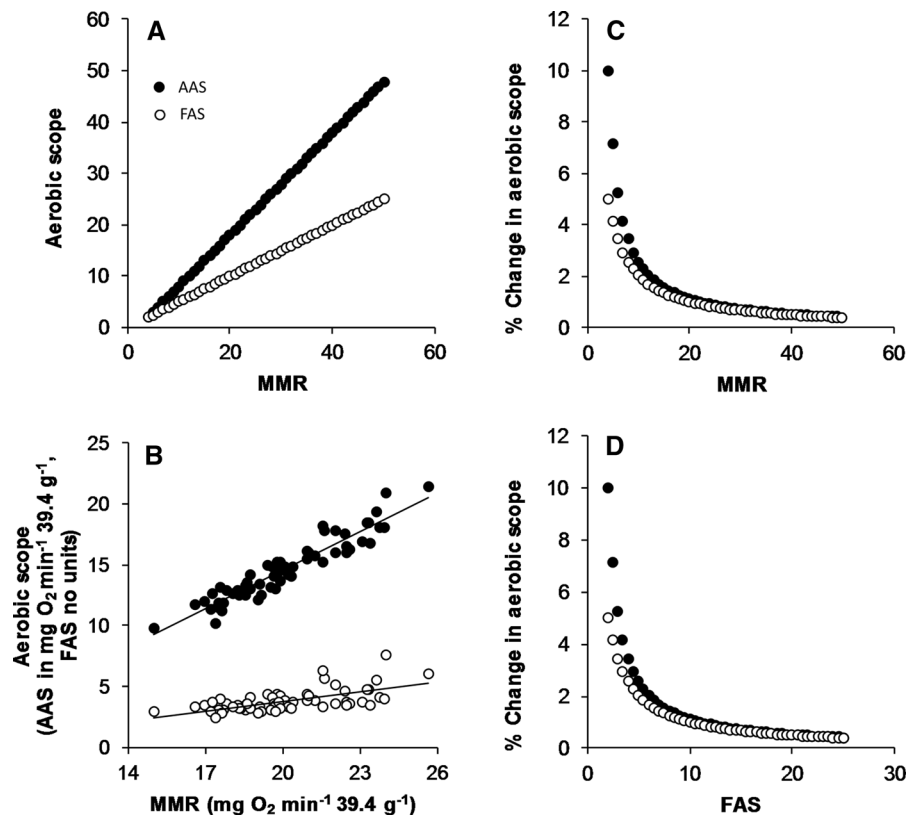 A
Aerobic scope
60
50
40
30
20
10
0
AAS
FAS
0 20 40 60
MMR
C
% Change in aerobic scope
12
10
8
6
4
2
0
0 20 40 60
MMR
B
Aerobic scope
(AAS in mg O₂ min⁻¹ 39.4 g⁻¹,
FAS no units)
25
20
15
10
5
0
14 17 20 23 26
MMR (mg O₂ min⁻¹ 39.4 g⁻¹)
D
% Change in aerobic scope
12
10
8
6
4
2
0
0 10 20 30
FAS